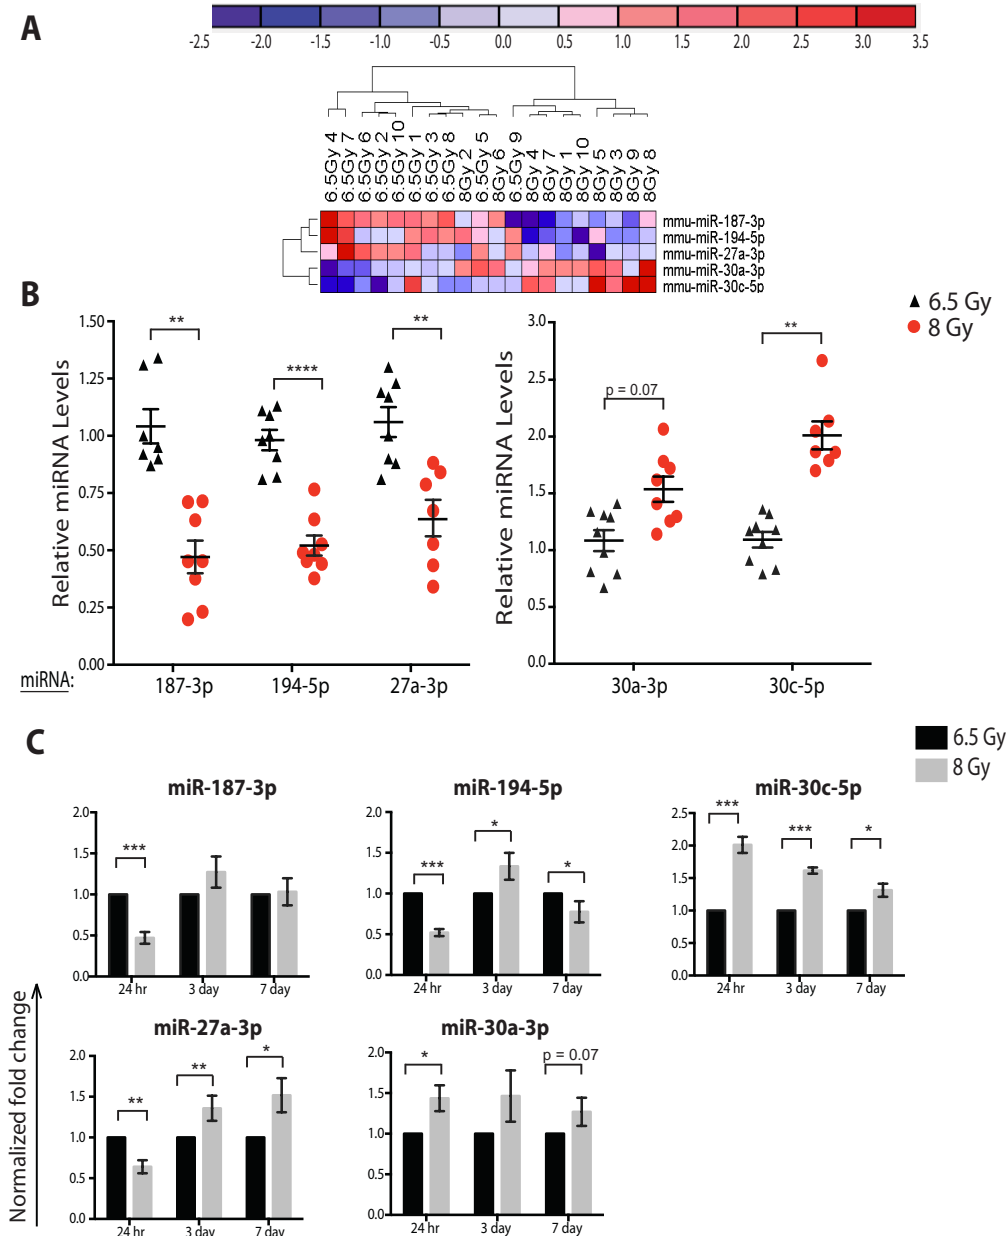 A
-2.5 -2.0 -1.5 -1.0 -0.5 0.0 0.5 1.0 1.5 2.0 2.5 3.0 3.5
6.5Gy 4
6.5Gy 7
6.5Gy 6
6.5Gy 2
6.5Gy 10
6.5Gy 1
6.5Gy 3
6.5Gy 8
8Gy 2
6.5Gy 5
8Gy 6
6.5Gy 9
8Gy 4
8Gy 7
8Gy 1
8Gy 10
8Gy 5
8Gy 3
8Gy 9
8Gy 8
mmu-miR-187-3p
mmu-miR-194-5p
mmu-miR-27a-3p
mmu-miR-30a-3p
mmu-miR-30c-5p
B
6.5 Gy
8 Gy
Relative miRNA Levels
1.50
1.25
1.00
0.75
0.50
0.25
0.00
** **** **
miRNA: 187-3p 194-5p 27a-3p
Relative miRNA Levels
3.0
2.5
2.0
1.5
1.0
0.5
0.0
p = 0.07 **
30a-3p 30c-5p
C
6.5 Gy
8 Gy
Normalized fold change
miR-187-3p
2.0
1.5
1.0
0.5
0.0
***
24 hr 3 day 7 day
miR-194-5p
2.0
1.5
1.0
0.5
0.0
*** * *
24 hr 3 day 7 day
miR-30c-5p
2.5
2.0
1.5
1.0
0.5
0.0
*** *** *
24 hr 3 day 7 day
miR-27a-3p
2.0
1.5
1.0
0.5
0.0
** ** *
24 hr 3 day 7 day
miR-30a-3p
2.0
1.5
1.0
0.5
0.0
* p = 0.07
24 hr 3 day 7 day